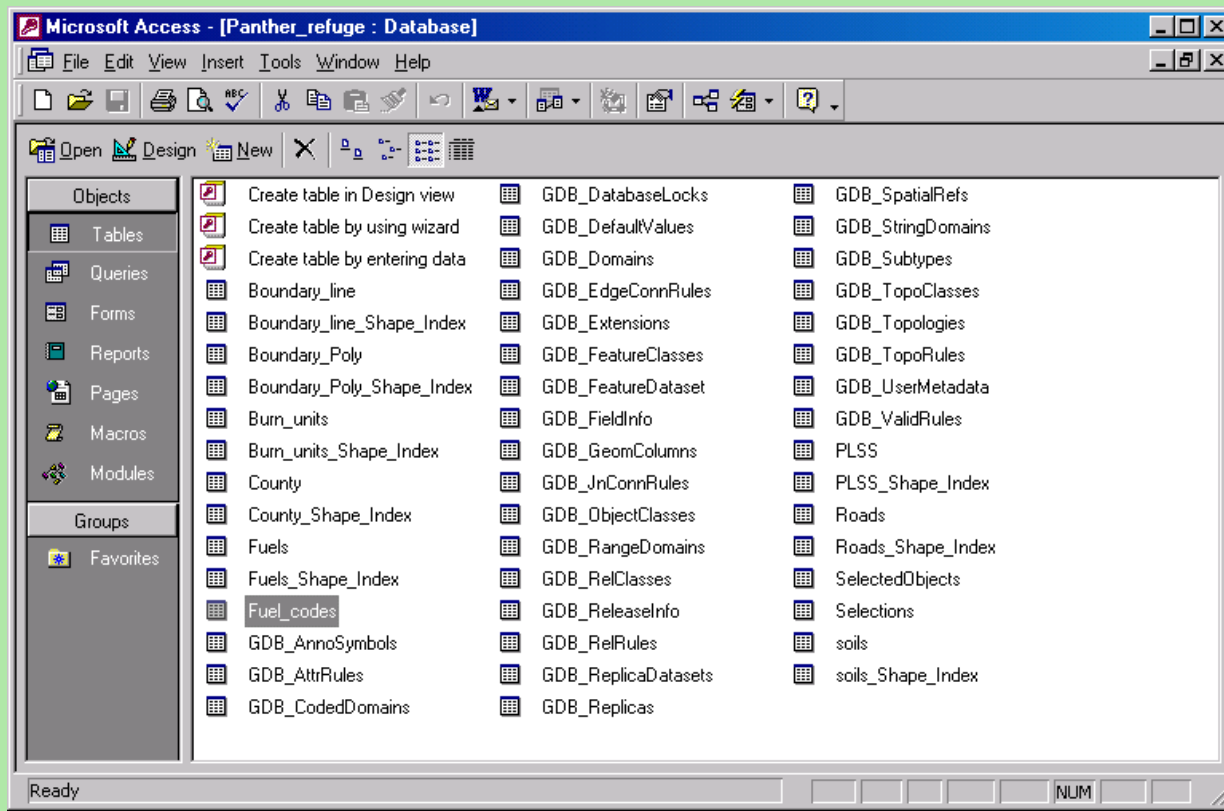 Microsoft Access - [Panther_refuge : Database]
File Edit View Insert Tools Window Help
Open Design New
Objects
Tables
Queries
Forms
Reports
Pages
Macros
Modules
Groups
Favorites
Create table in Design view
Create table by using wizard
Create table by entering data
Boundary_line
Boundary_line_Shape_Index
Boundary_Poly
Boundary_Poly_Shape_Index
Burn_units
Burn_units_Shape_Index
County
County_Shape_Index
Fuels
Fuels_Shape_Index
Fuel_codes
GDB_AnnoSymbols
GDB_AttrRules
GDB_CodedDomains
GDB_DatabaseLocks
GDB_DefaultValues
GDB_Domains
GDB_EdgeConnRules
GDB_Extensions
GDB_FeatureClasses
GDB_FeatureDataset
GDB_FieldInfo
GDB_GeomColumns
GDB_JnConnRules
GDB_ObjectClasses
GDB_RangeDomains
GDB_RelClasses
GDB_ReleaseInfo
GDB_RelRules
GDB_ReplicaDatasets
GDB_Replicas
GDB_SpatialRefs
GDB_StringDomains
GDB_Subtypes
GDB_TopoClasses
GDB_Topologies
GDB_TopoRules
GDB_UserMetadata
GDB_ValidRules
PLSS
PLSS_Shape_Index
Roads
Roads_Shape_Index
SelectedObjects
Selections
soils
soils_Shape_Index
Ready
NUM